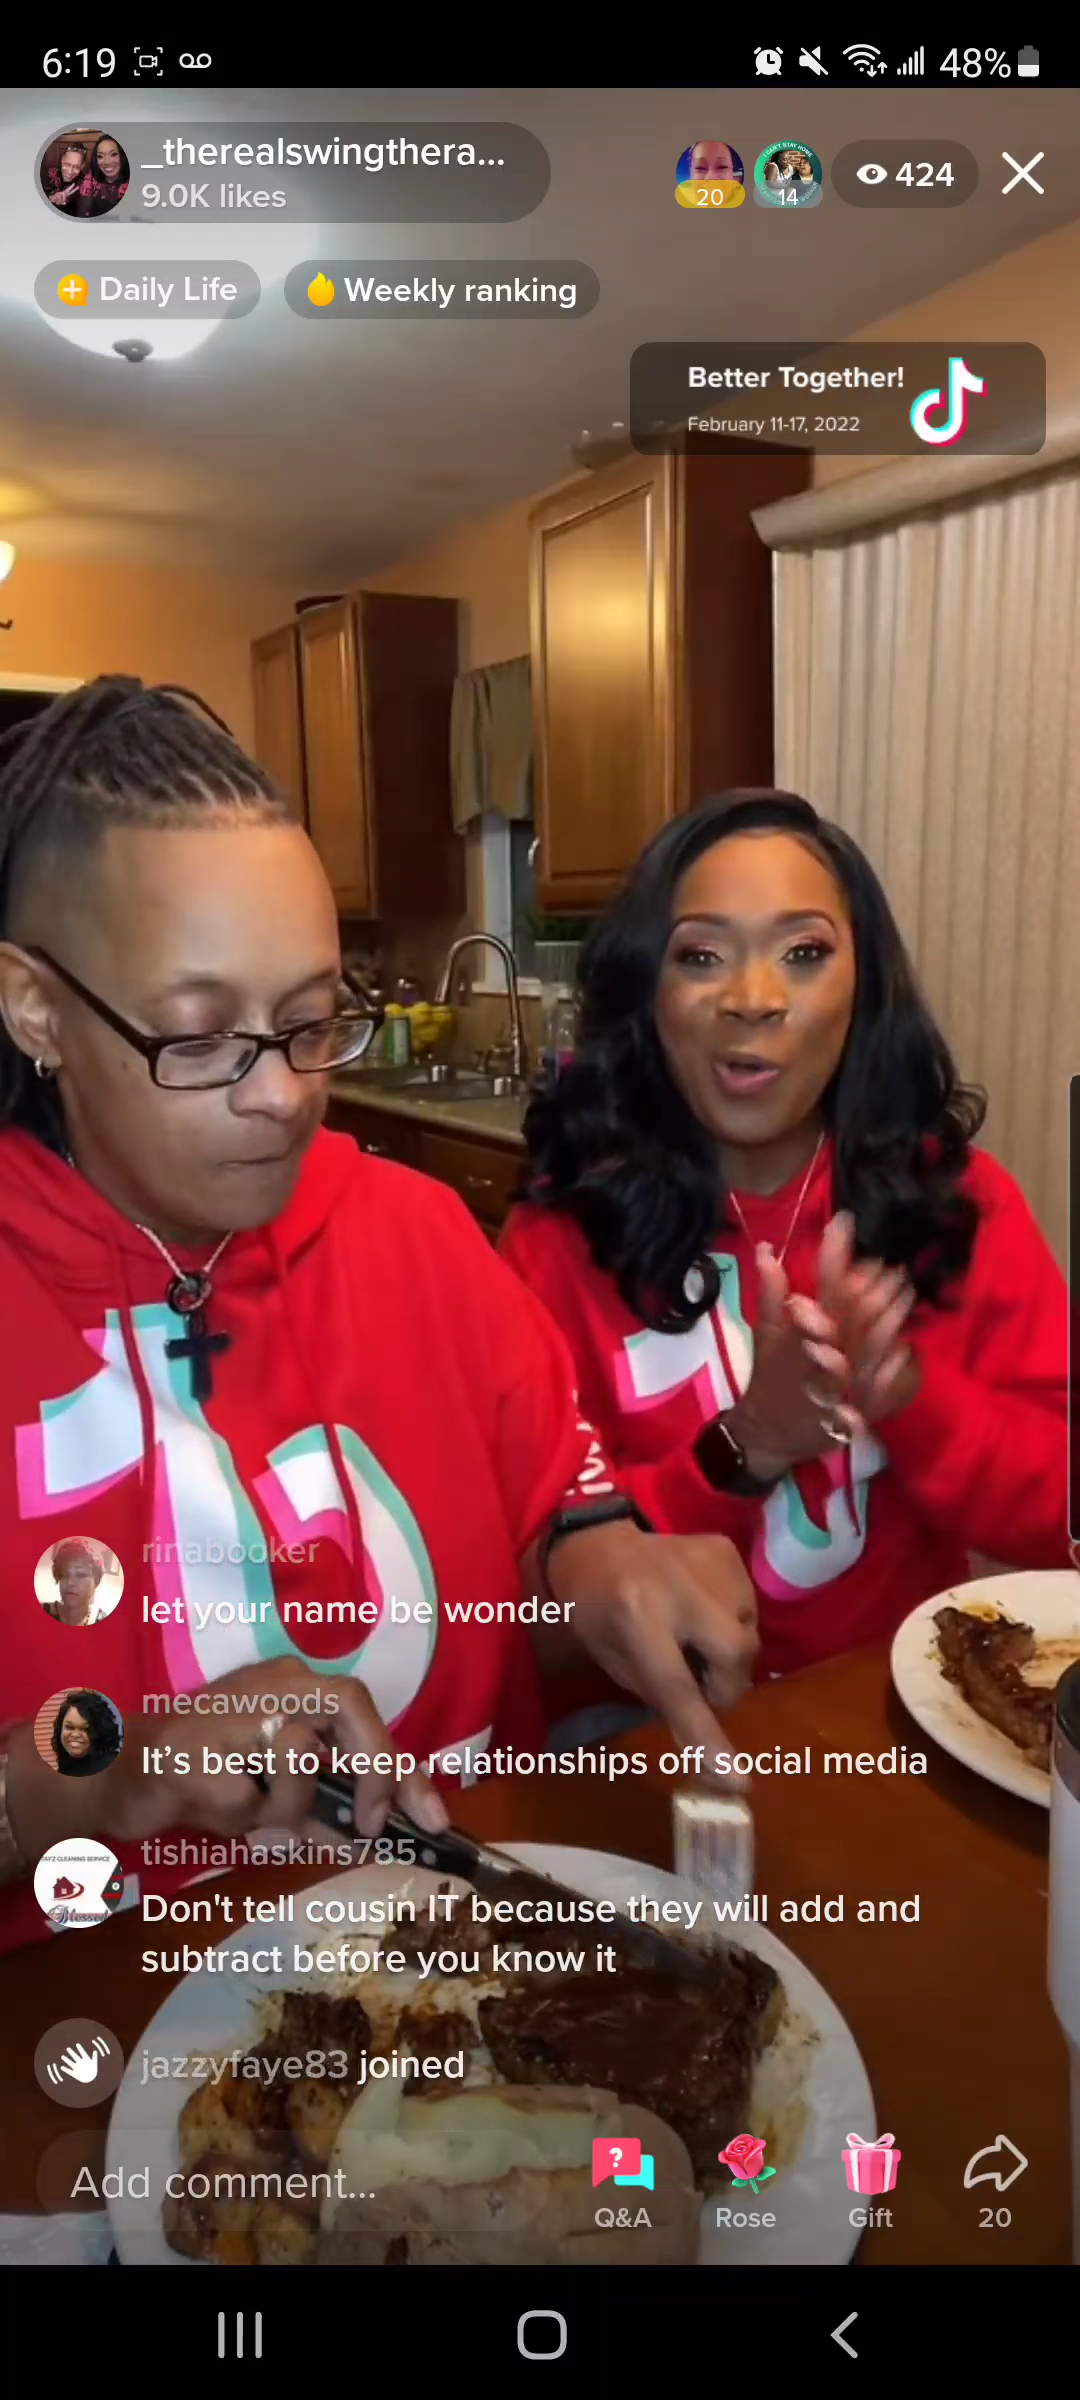 6:19
48%
_therealswingthera...
9.0K likes
20
14
424
Daily Life
Weekly ranking
Better Together!
February 11-17, 2022
rinabooker
let your name be wonder
mecawoods
It’s best to keep relationships off social media
tishiahaskins785
Don't tell cousin IT because they will add and
subtract before you know it
jazzyfaye83 joined
Add comment...
Q&A
Rose
Gift
20